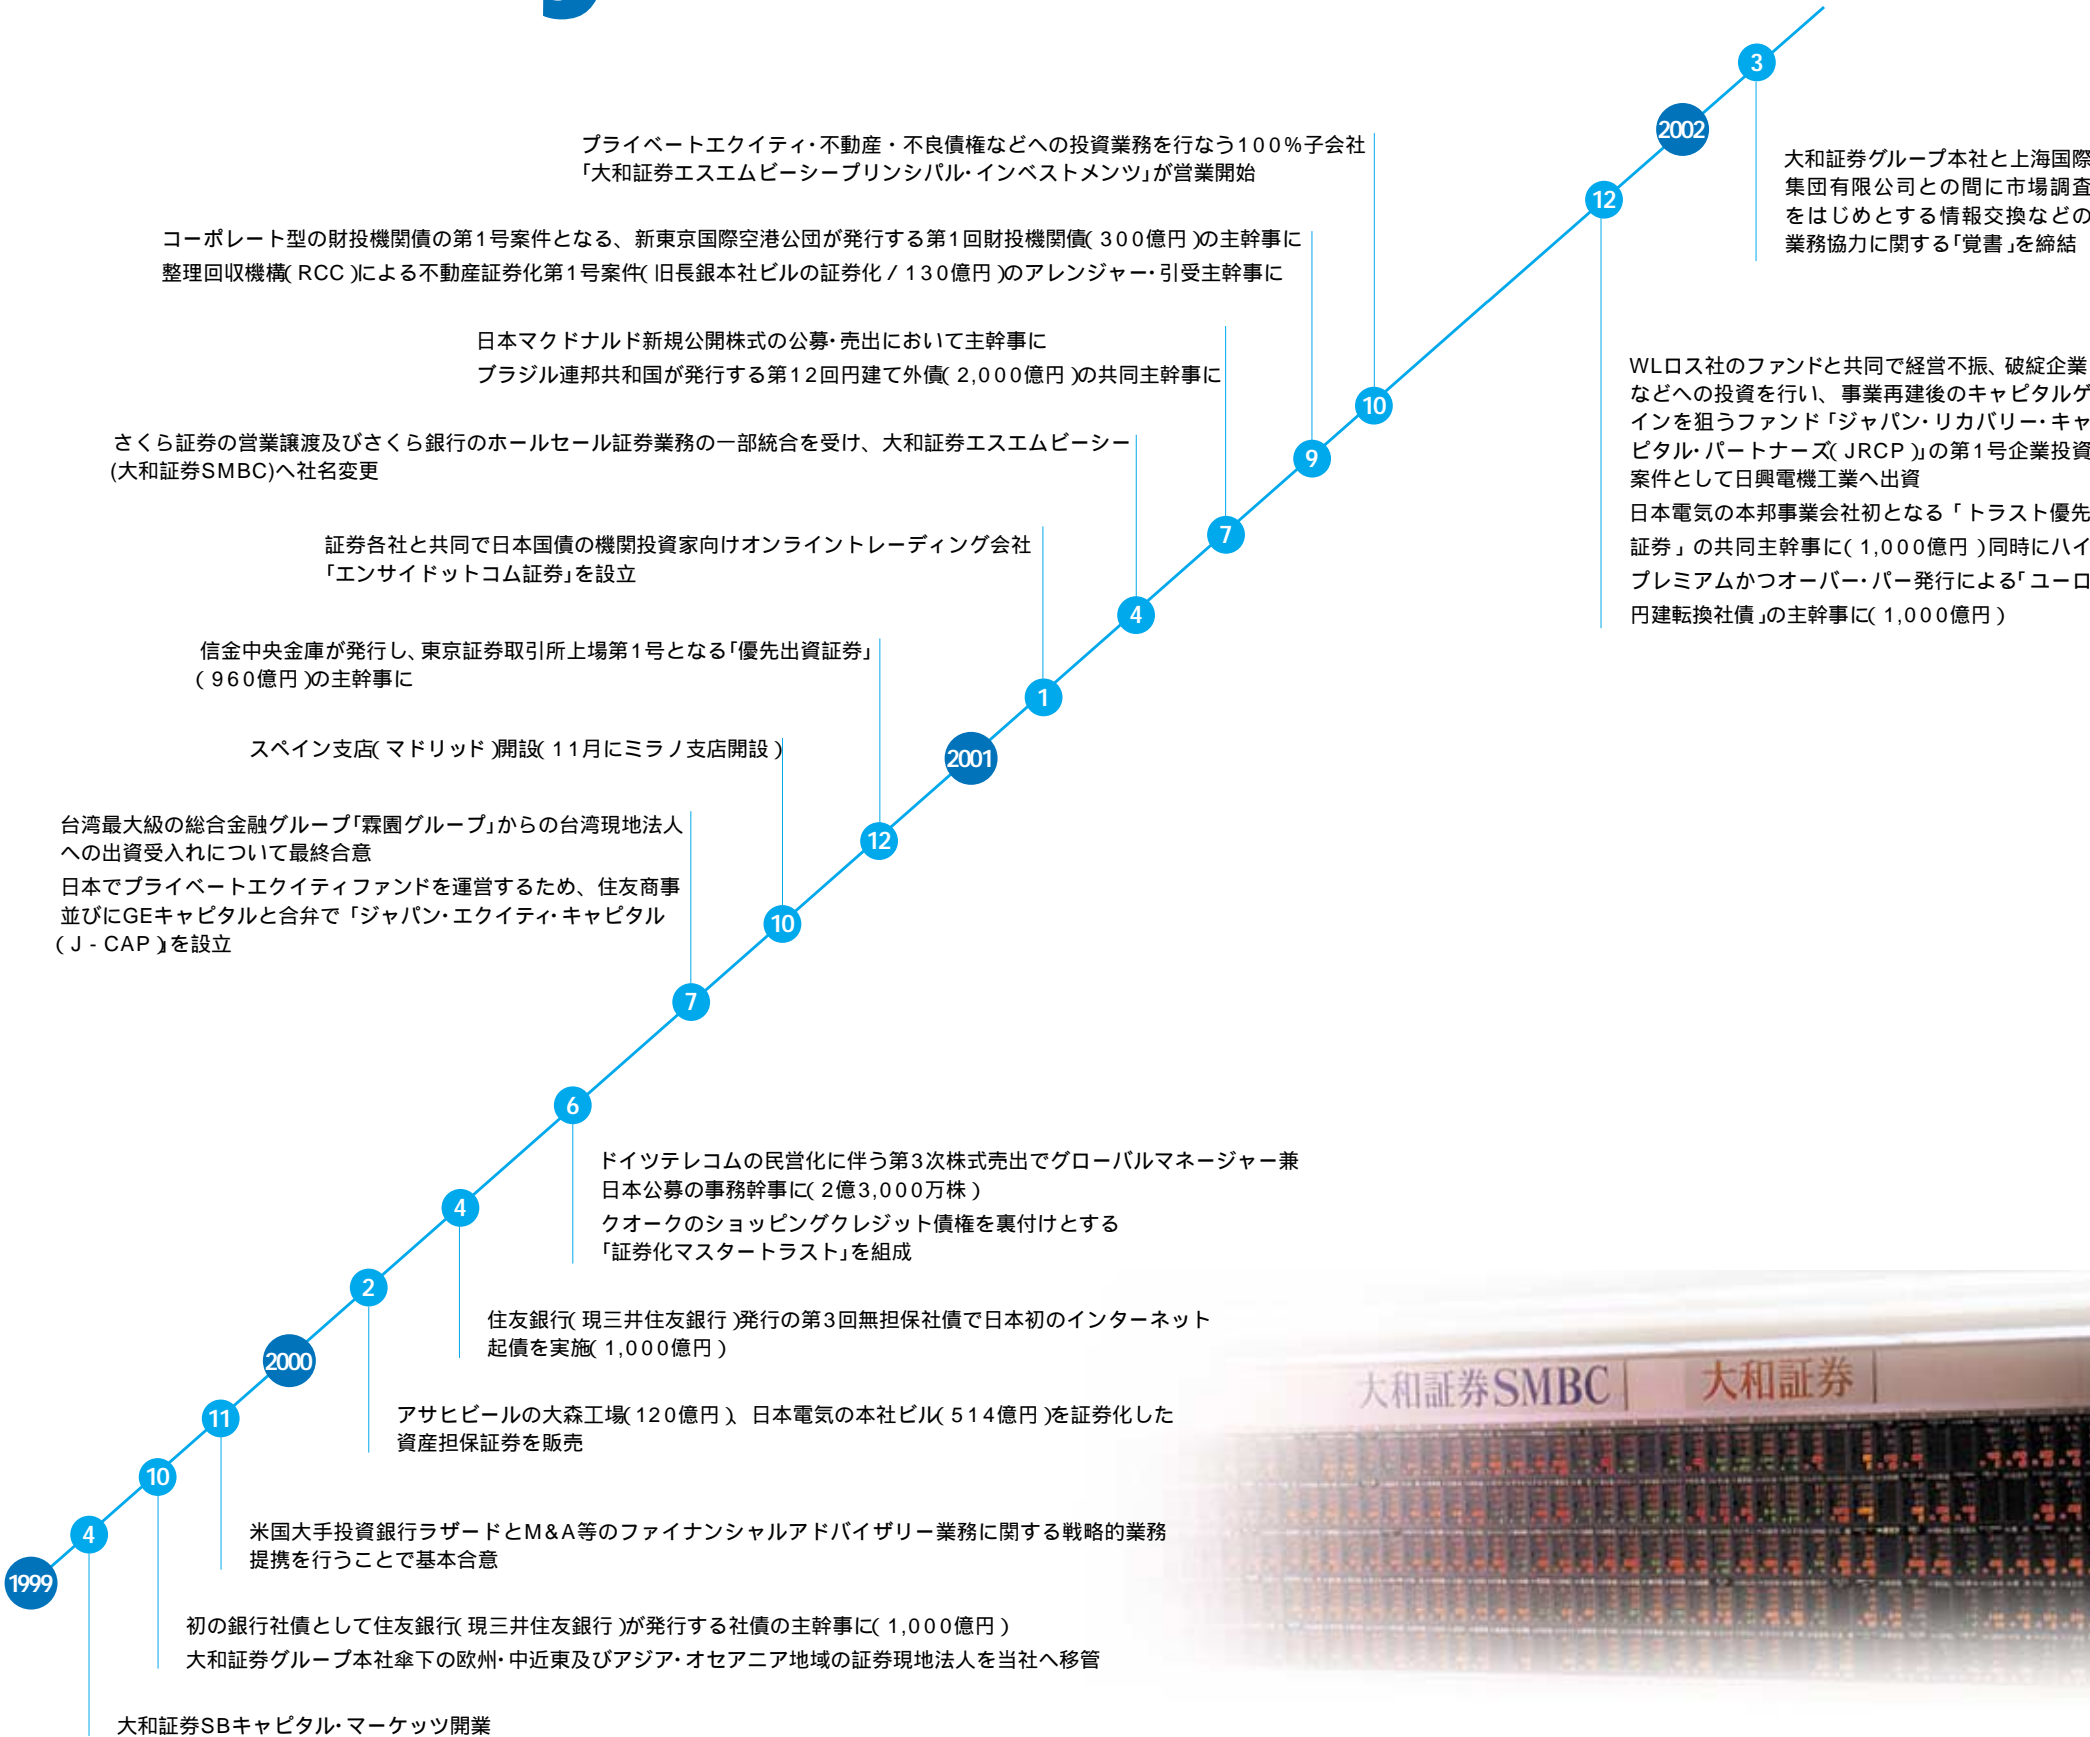 3
2002
大和証券グループ本社と上海国際
集団有限公司との間に市場調査
をはじめとする情報交換などの
業務協力に関する「覚書」を締結
12
WLロス社のファンドと共同で経営不振、破綻企業
などへの投資を行い、事業再建後のキャピタルゲ
インを狙うファンド「ジャパン・リカバリー・キャ
ピタル・パートナーズ(JRCP)」の第1号企業投資
案件として日興電機工業へ出資
日本電気の本邦事業会社初となる「トラスト優先
証券」の共同主幹事に(1,000億円)同時にハイ
プレミアムかつオーバー・パー発行による「ユーロ
円建転換社債」の主幹事に(1,000億円)
プライベートエクイティ・不動産・不良債権などへの投資業務を行なう100%子会社
「大和証券エスエムビーシープリンシパル・インベストメンツ」が営業開始
10
コーポレート型の財投機関債の第1号案件となる、新東京国際空港公団が発行する第1回財投機関債(300億円)の主幹事に
整理回収機構(RCC)による不動産証券化第1号案件(旧長銀本社ビルの証券化/130億円)のアレンジャー・引受主幹事に
9
日本マクドナルド新規公開株式の公募・売出において主幹事に
ブラジル連邦共和国が発行する第12回円建て外債(2,000億円)の共同主幹事に
7
さくら証券の営業譲渡及びさくら銀行のホールセール証券業務の一部統合を受け、大和証券エスエムビーシー
(大和証券SMBC)へ社名変更
4
証券各社と共同で日本国債の機関投資家向けオンライントレーディング会社
「エンサイドットコム証券」を設立
1
2001
信金中央金庫が発行し、東京証券取引所上場第1号となる「優先出資証券」
(960億円)の主幹事に
12
スペイン支店(マドリッド)開設(11月にミラノ支店開設)
10
台湾最大級の総合金融グループ「霖園グループ」からの台湾現地法人
への出資受入れについて最終合意
日本でプライベートエクイティファンドを運営するため、住友商事
並びにGEキャピタルと合弁で「ジャパン・エクイティ・キャピタル
(J-CAP)」を設立
7
6
ドイツテレコムの民営化に伴う第3次株式売出でグローバルマネージャー兼
日本公募の事務幹事に(2億3,000万株)
クオークのショッピングクレジット債権を裏付けとする
「証券化マスタートラスト」を組成
4
住友銀行(現三井住友銀行)発行の第3回無担保社債で日本初のインターネット
起債を実施(1,000億円)
2
アサヒビールの大森工場(120億円)、日本電気の本社ビル(514億円)を証券化した
資産担保証券を販売
2000
11
米国大手投資銀行ラザードとM&A等のファイナンシャルアドバイザリー業務に関する戦略的業務
提携を行うことで基本合意
10
初の銀行社債として住友銀行(現三井住友銀行)が発行する社債の主幹事に(1,000億円)
大和証券グループ本社傘下の欧州・中近東及びアジア・オセアニア地域の証券現地法人を当社へ移管
4
大和証券SBキャピタル・マーケッツ開業
1999
大和証券SMBC 大和証券